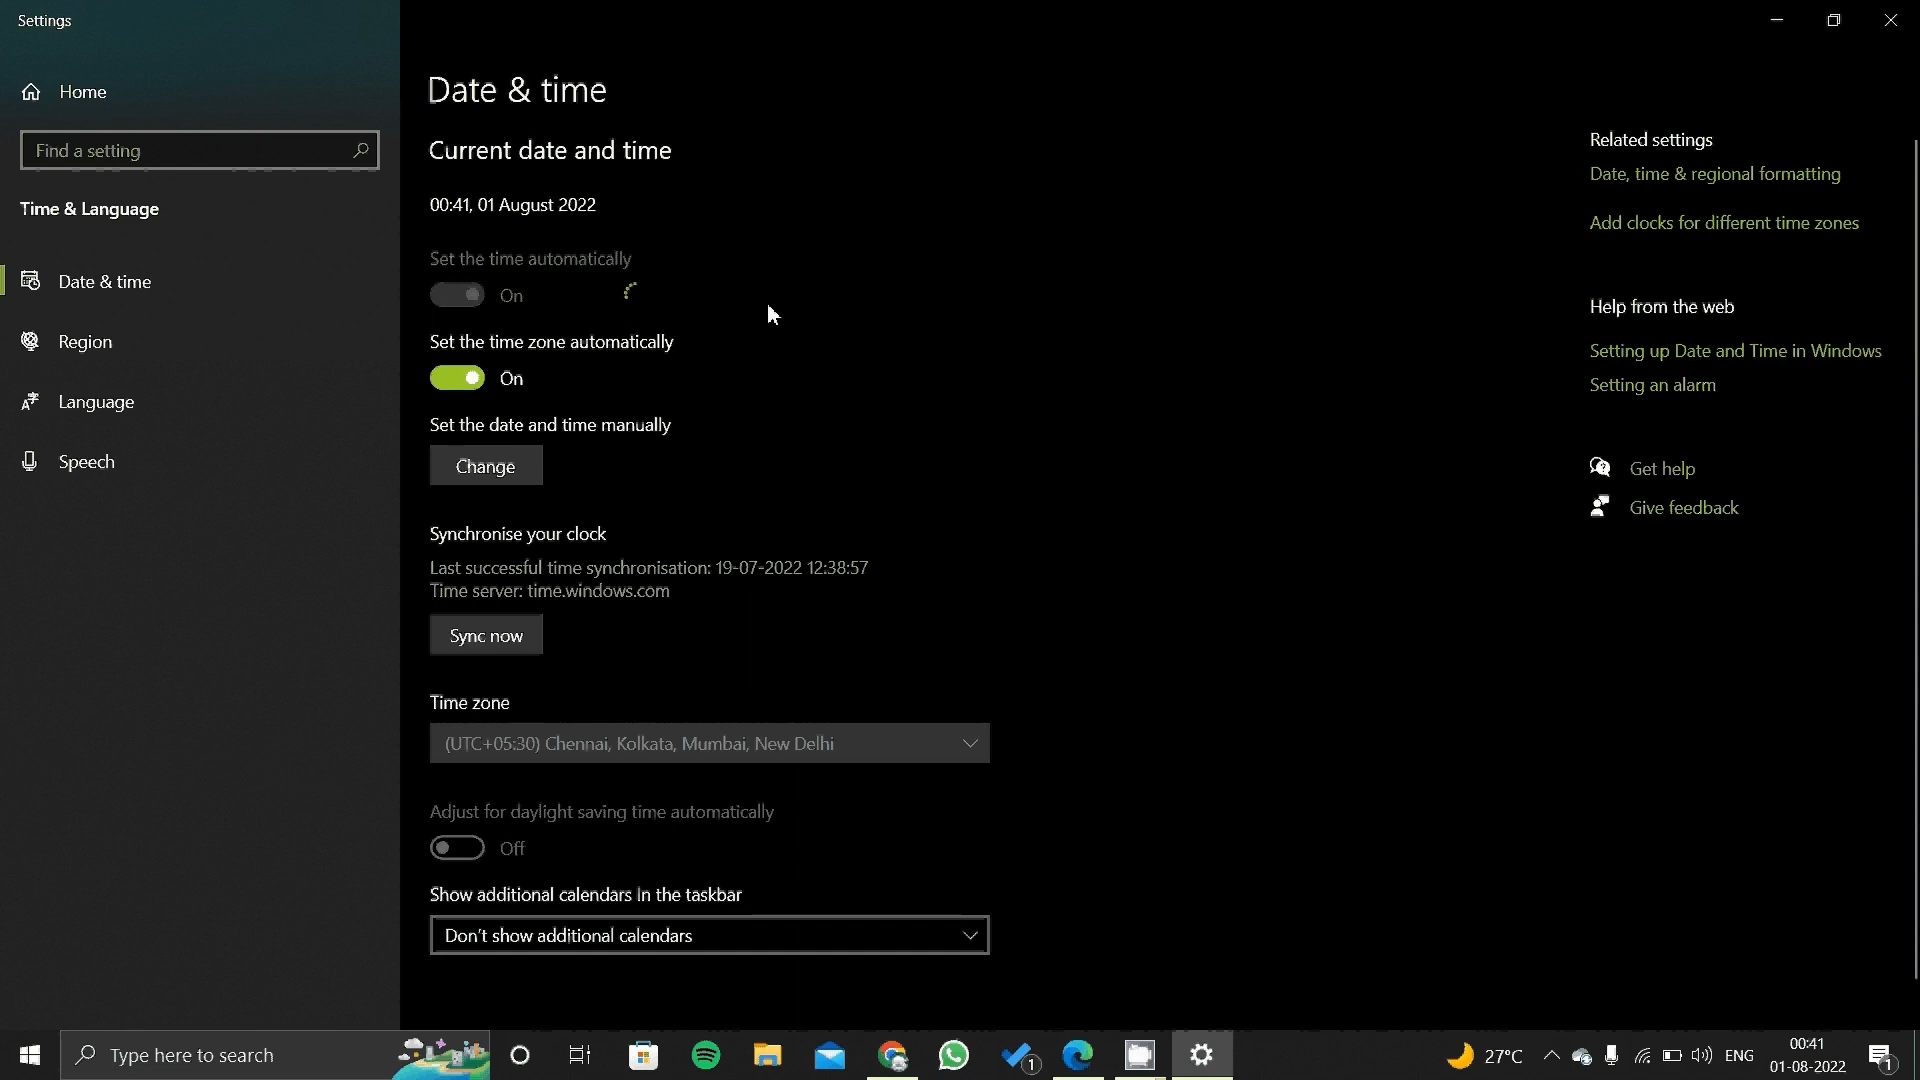 Settings
Home
Find a setting
Time & Language
Date & time
Region
Language
Speech
Date & time
Current date and time
00:41, 01 August 2022
Set the time automatically
On
Set the time zone automatically
On
Set the date and time manually
Change
Synchronise your clock
Last successful time synchronisation: 19-07-2022 12:38:57
Time server: time.windows.com
Sync now
Time zone
(UTC+05:30) Chennai, Kolkata, Mumbai, New Delhi
Adjust for daylight saving time automatically
Off
Show additional calendars in the taskbar
Don't show additional calendars
Related settings
Date, time & regional formatting
Add clocks for different time zones
Help from the web
Setting up Date and Time in Windows
Setting an alarm
Get help
Give feedback
Type here to search
1
27°C
ENG
00:41
01-08-2022
1